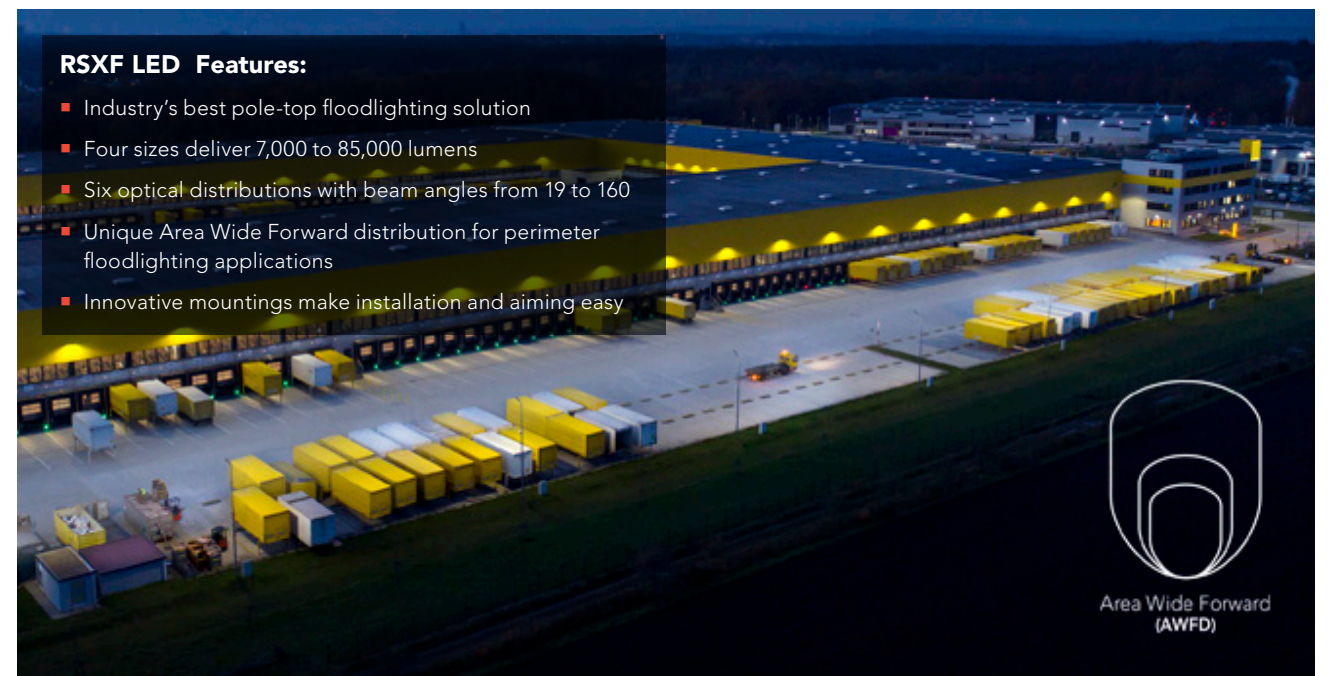 RSXF LED Features:
Industry's best pole-top floodlighting solution
Four sizes deliver 7,000 to 85,000 lumens
Six optical distributions with beam angles from 19 to 160
Unique Area Wide Forward distribution for perimeter
floodlighting applications
Innovative mountings make installation and aiming easy
Area Wide Forward
(AWFD)